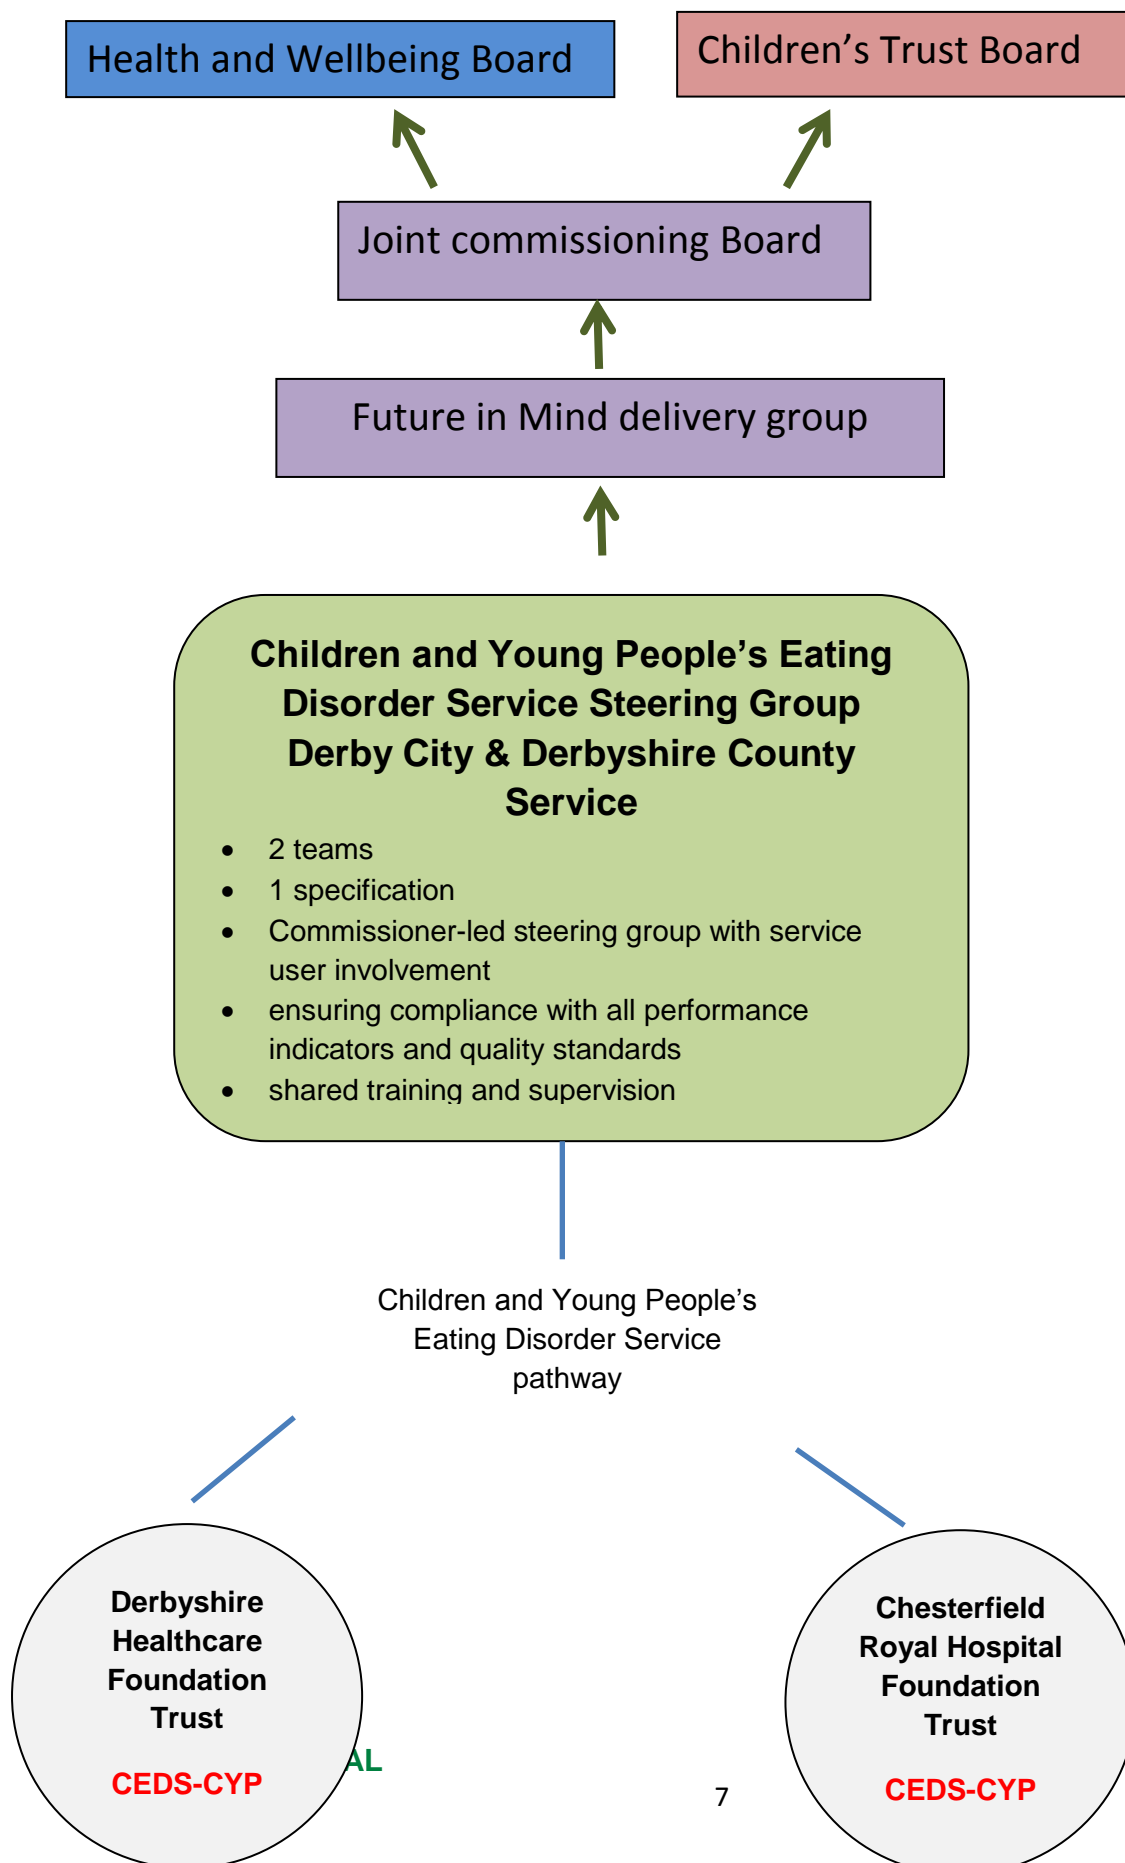 Health and Wellbeing Board
Children’s Trust Board
Joint commissioning Board
Future in Mind delivery group
Children and Young People’s Eating
Disorder Service Steering Group
Derby City & Derbyshire County
Service
• 2 teams
• 1 specification
• Commissioner-led steering group with service
user involvement
• ensuring compliance with all performance
indicators and quality standards
• shared training and supervision
Children and Young People’s
Eating Disorder Service
pathway
Derbyshire
Healthcare
Foundation
Trust
CEDS-CYP
Chesterfield
Royal Hospital
Foundation
Trust
CEDS-CYP
7